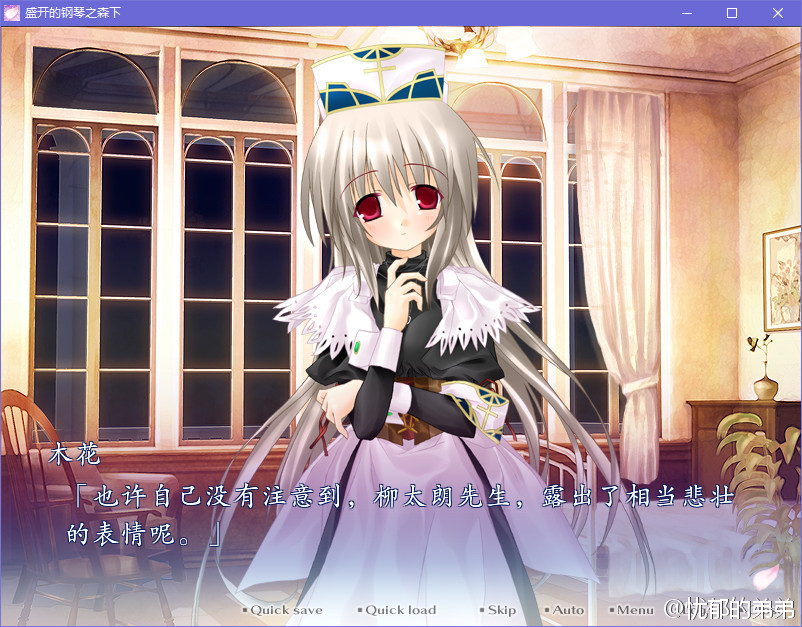 盛开的钢琴之森下
木花
「也许自己没有注意到，柳太朗先生，露出了相当悲壮
的表情呢。」
Quick save Quick load Skip Auto Menu
@忧郁的弟弟